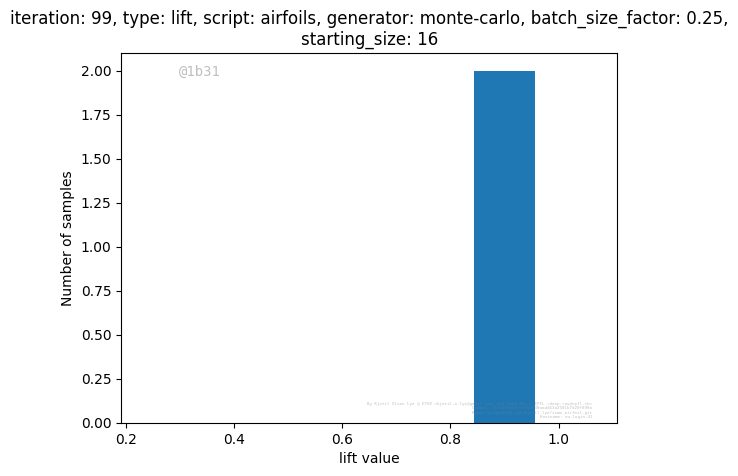 iteration: 99, type: lift, script: airfoils, generator: monte-carlo, batch_size_factor: 0.25,
starting_size: 16
@1b31
2.00
1.75
1.50
1.25
1.00
0.75
0.50
0.25
0.00
Number of samples
0.2 0.4 0.6 0.8 1.0
lift value